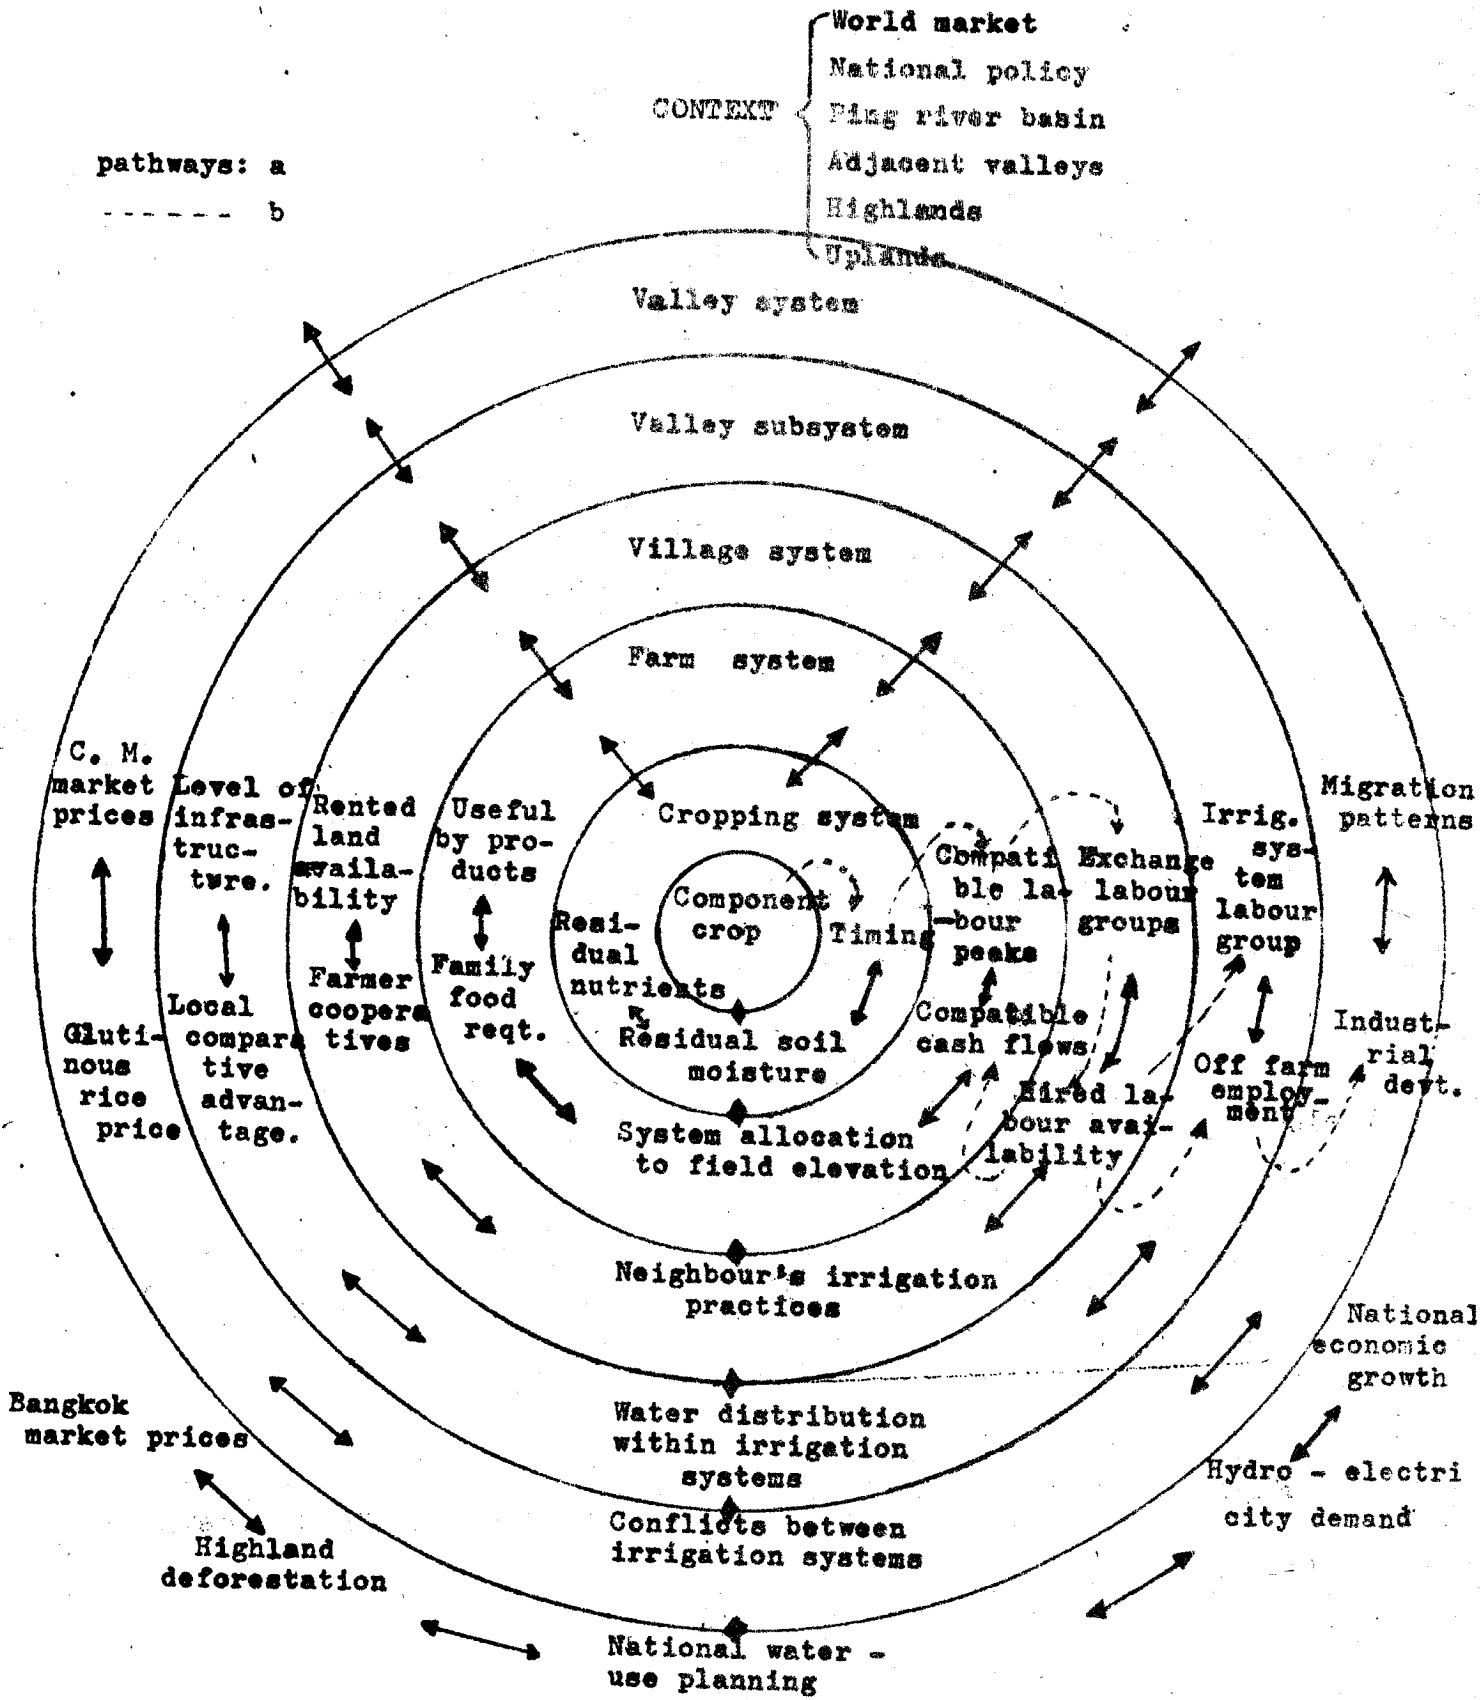 World market
National policy
CONTEXT
Ping river basin
Adjacent valleys
Highlands
Uplands
pathways: a
------ b
Valley system
Valley subsystem
Village system
Farm system
Cropping system
Component
crop
C. M.
market
prices
Gluti-
nous
rice
price
Level of
infras-
truc-
ture.
Local
compara
tive
advan-
tage.
Rented
land
availa-
bility
Farmer
coopera
tives
Useful
by pro-
ducts
Family
food
reqt.
Resi-
dual
nutrients
Residual soil
moisture
Timing
Compati
ble la-
bour
peaks
Compatible
cash flows
Exchange
labour
groups
Hired la-
bour avai-
lability
Irrig.
sys-
tem
labour
group
Off farm
employ-
ment
Migration
patterns
Indust-
rial
devt.
System allocation
to field elevation
Neighbour's irrigation
practices
Water distribution
within irrigation
systems
Conflicts between
irrigation systems
National water -
use planning
Bangkok
market prices
Highland
deforestation
National
economic
growth
Hydro - electri
city demand